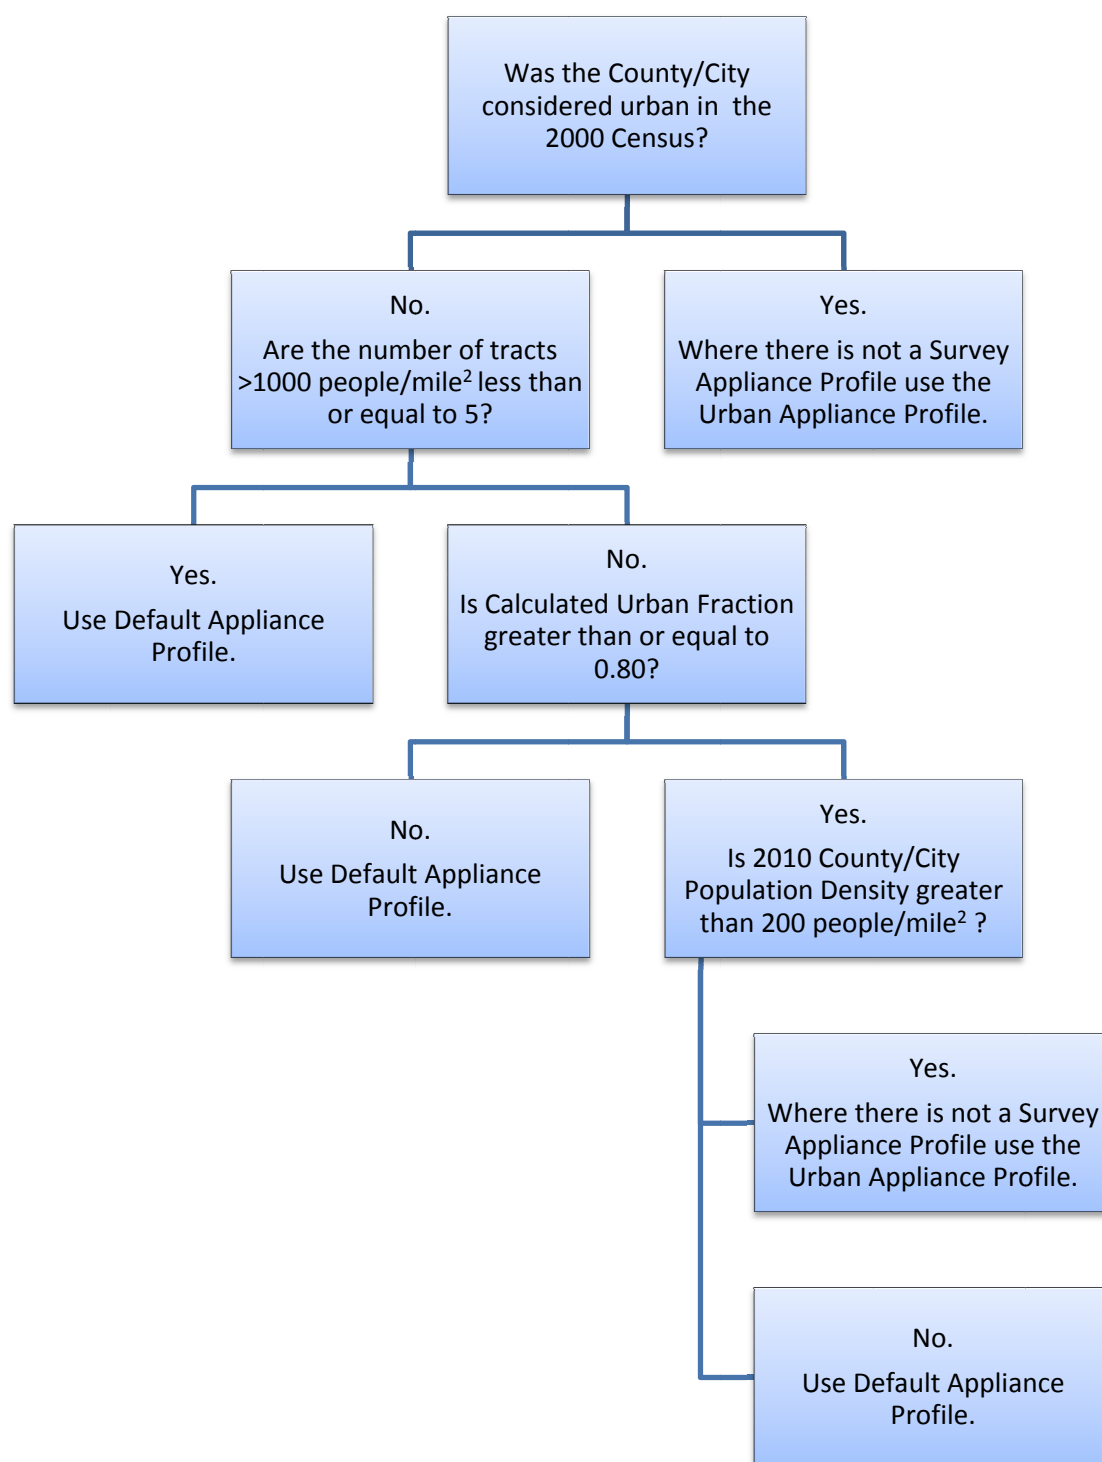 Was the County/City
considered urban in the
2000 Census?
No.
Are the number of tracts
>1000 people/mile² less than
or equal to 5?
Yes.
Where there is not a Survey
Appliance Profile use the
Urban Appliance Profile.
Yes.
Use Default Appliance
Profile.
No.
Is Calculated Urban Fraction
greater than or equal to
0.80?
No.
Use Default Appliance
Profile.
Yes.
Is 2010 County/City
Population Density greater
than 200 people/mile² ?
Yes.
Where there is not a Survey
Appliance Profile use the
Urban Appliance Profile.
No.
Use Default Appliance
Profile.